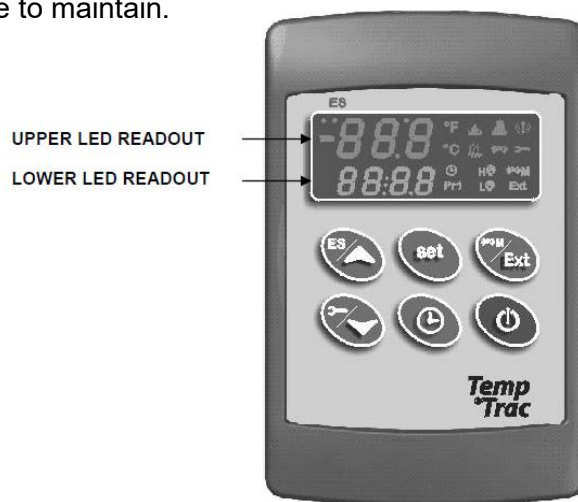 e to maintain.
ES
UPPER LED READOUT
-88.8 °F
°C
LOWER LED READOUT
88:8.8 Prt H M
L Ext
ES set M/Ext
Temp
°Trac